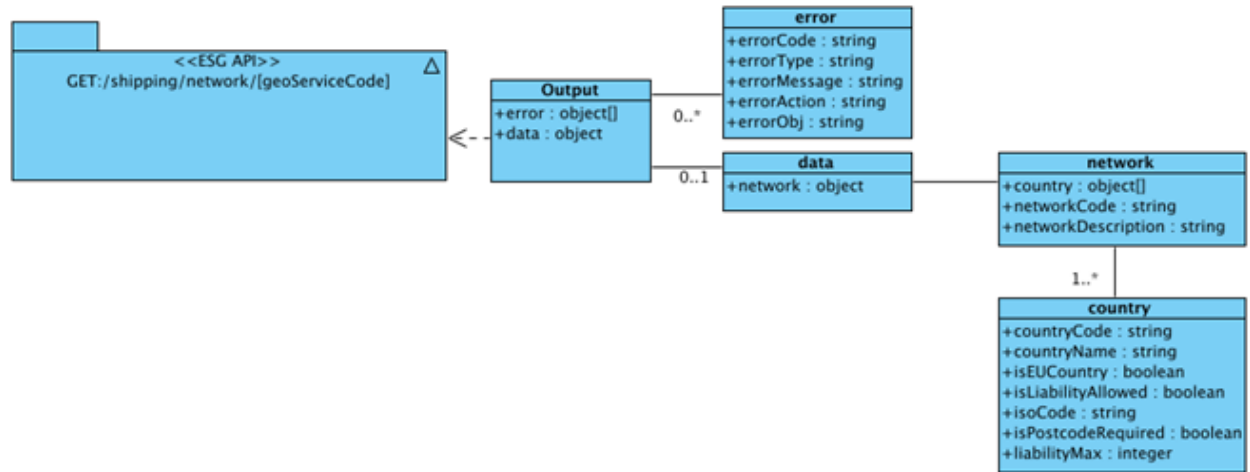 <<ESG API>>
GET:/shipping/network/[geoServiceCode]
Output
+error : object[]
+data : object
0..*
0..1
error
+errorCode : string
+errorType : string
+errorMessage : string
+errorAction : string
+errorObj : string
data
+network : object
network
+country : object[]
+networkCode : string
+networkDescription : string
1..*
country
+countryCode : string
+countryName : string
+isEUCountry : boolean
+isLiabilityAllowed : boolean
+isoCode : string
+isPostcodeRequired : boolean
+liabilityMax : integer